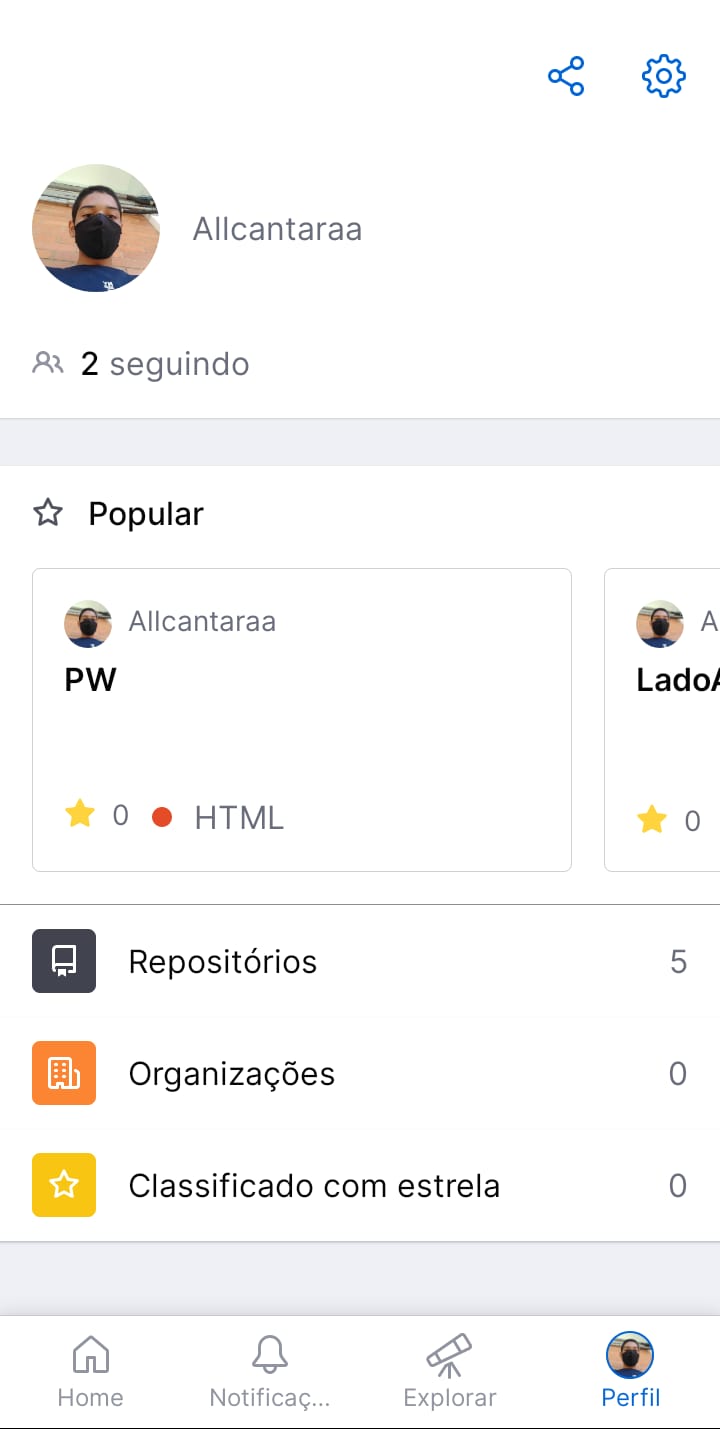 Allcantaraa
2 seguindo
Popular
Allcantaraa
PW
0 HTML
A
LadoA
0
Repositórios 5
Organizações 0
Classificado com estrela 0
Home Notificaç... Explorar Perfil